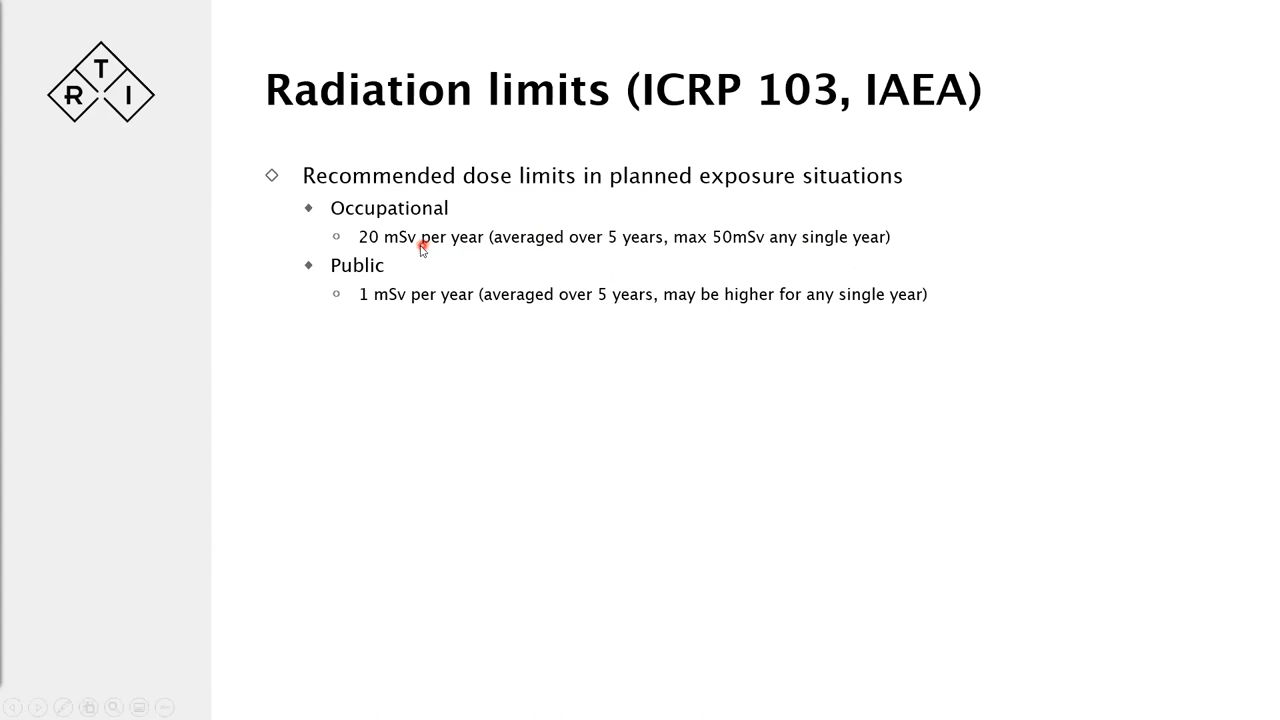 T
R I
Radiation limits (ICRP 103, IAEA)
Recommended dose limits in planned exposure situations
Occupational
20 mSv per year (averaged over 5 years, max 50mSv any single year)
Public
1 mSv per year (averaged over 5 years, may be higher for any single year)